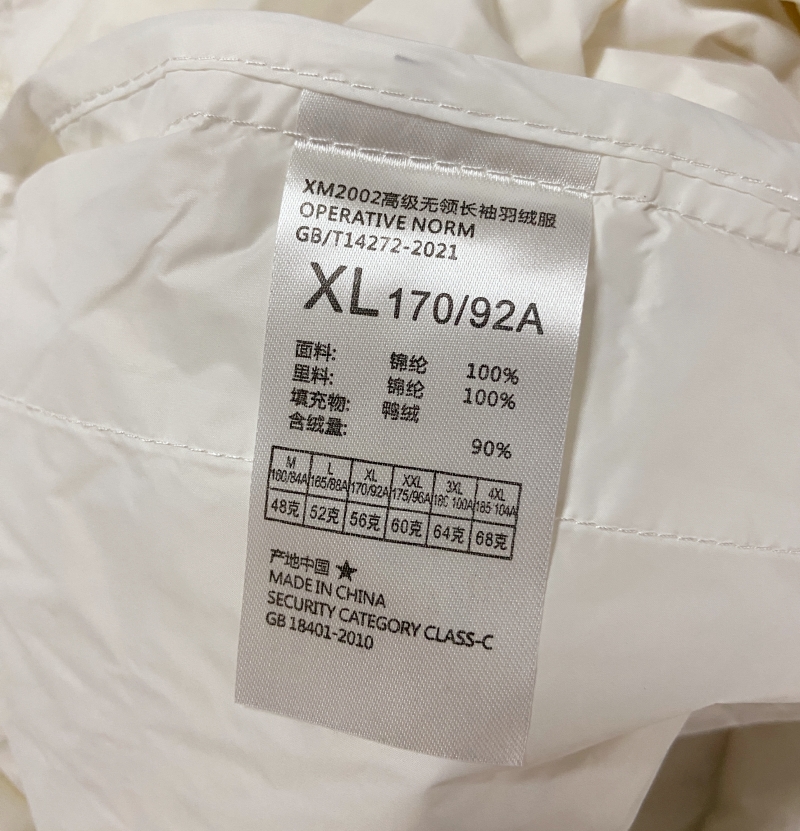 XM2002高级无领长袖羽绒服
OPERATIVE NORM
GB/T14272-2021
XL 170/92A
面料: 锦纶 100%
里料: 锦纶 100%
填充物: 鸭绒
含绒量: 90%
M L XL XXL 3XL 4XL
160/84A 165/88A 170/92A 175/96A 180 100A 185 104A
48克 52克 56克 60克 64克 68克
产地中国
MADE IN CHINA
SECURITY CATEGORY CLASS-C
GB 18401-2010